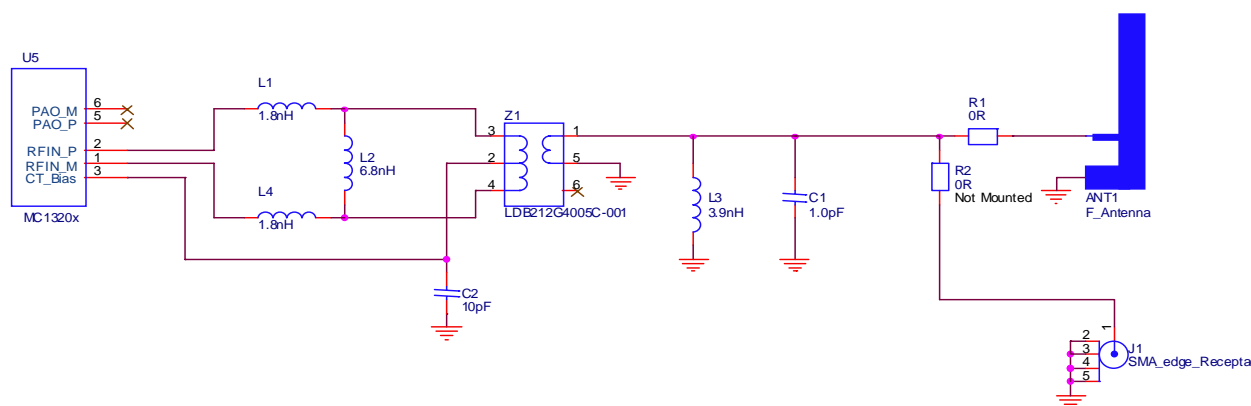 U5
PAO_M
PAO_P
RFIN_P
RFIN_M
CT_Bias
6
5
2
1
3
MC1320x
L1
1.8nH
L2
6.8nH
L4
1.8nH
Z1
3
2
4
1
5
6
LDB212G4005C-001
C2
10pF
L3
3.9nH
C1
1.0pF
R1
0R
R2
0R
Not Mounted
ANT1
F_Antenna
1
2
3
4
5
J1
SMA_edge_Recepta